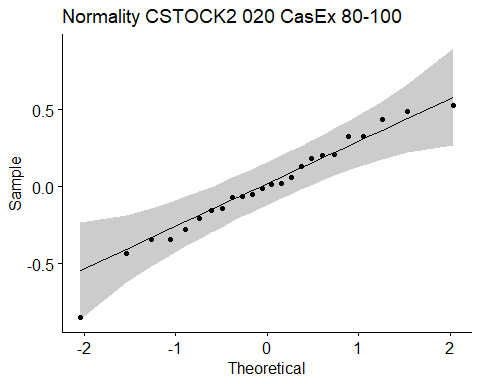 Normality CSTOCK2 020 CasEx 80-100
Sample
0.5
0.0
-0.5
-2 -1 0 1 2
Theoretical